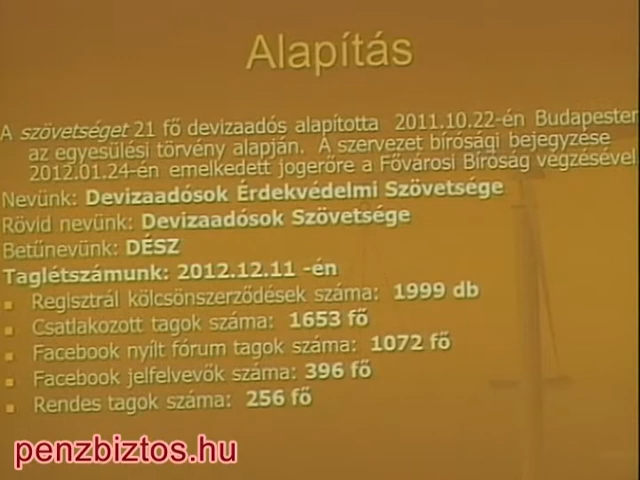 Alapítás
A szövetséget 21 fő devizaadós alapította 2011.10.22-én Budapesten
az egyesülési törvény alapján. A szervezet bírósági bejegyzése
2012.01.24-én emelkedett jogerőre a Fővárosi Bíróság végzésével
Nevünk: Devizaadósok Érdekvédelmi Szövetsége
Rövid nevünk: Devizaadósok Szövetsége
Betűnevünk: DÉSZ
Taglétszámunk: 2012.12.11 -én
▪ Regisztrál kölcsönszerződések száma: 1999 db
▪ Csatlakozott tagok száma: 1653 fő
▪ Facebook nyílt fórum tagok száma: 1072 fő
▪ Facebook jelfelvevők száma: 396 fő
▪ Rendes tagok száma: 256 fő
penzbiztos.hu